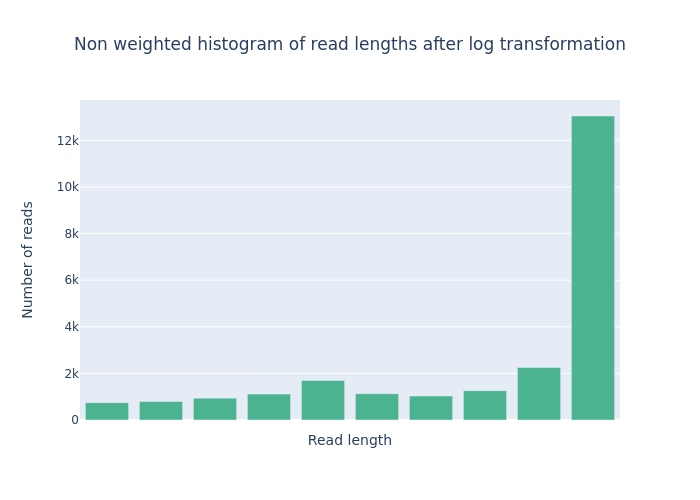 Non weighted histogram of read lengths after log transformation
12k
10k
8k
6k
4k
2k
0
Number of reads
Read length